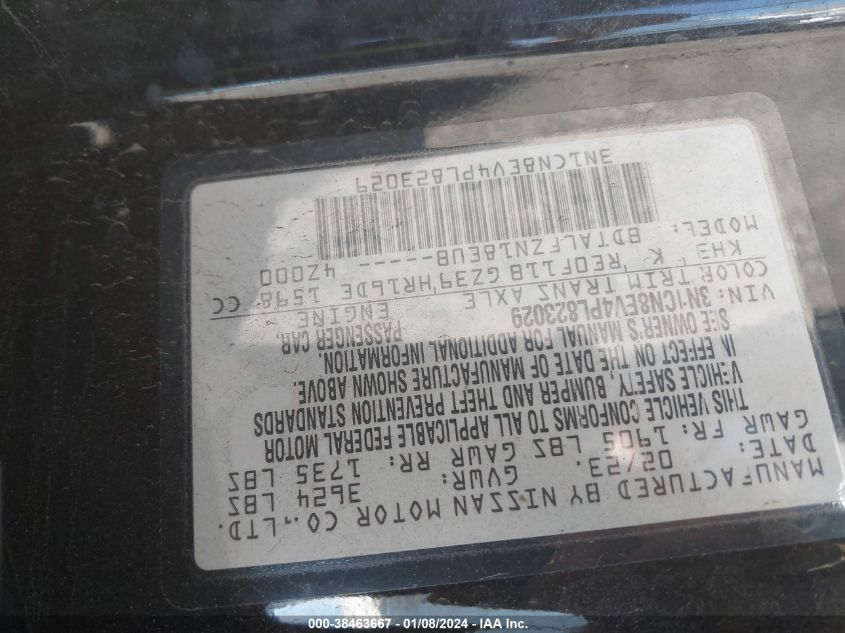 MANUFACTURED BY NISSAN MOTOR CO., LTD.
DATE: 02/23. GVWR: 3624 LBS
GAWR FR: 1905 LBS GAWR RR: 1735 LBS
THIS VEHICLE CONFORMS TO ALL APPLICABLE FEDERAL MOTOR
VEHICLE SAFETY, BUMPER AND THEFT PREVENTION STANDARDS
IN EFFECT ON THE DATE OF MANUFACTURE SHOWN ABOVE.
SEE OWNER'S MANUAL FOR ADDITIONAL INFORMATION.
VIN: 3N1CN8EV4PL823029 PASSENGER CAR
COLOR TRIM TRANS AXLE ENGINE
KH3 K RE0F11B GZ39 HR16DE 1598 CC
MODEL: BDTALFZN18EUB----- 4Z000
3N1CN8EV4PL823029
000-38463667 - 01/08/2024 - IAA Inc.